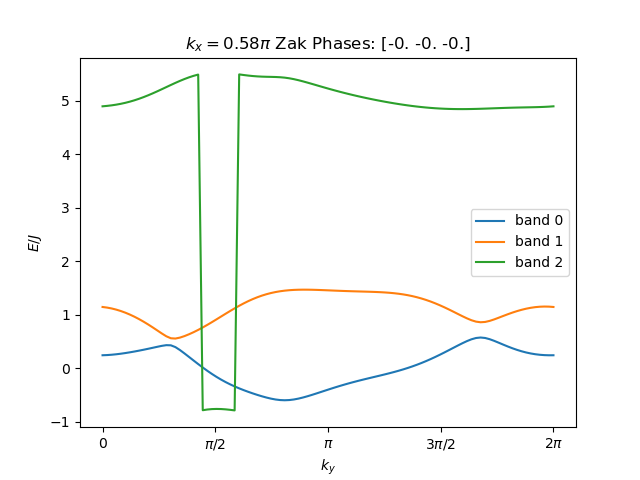 $k_x = 0.58\pi$ Zak Phases: [-0. -0. -0.]
E/J
5
4
3
2
1
0
−1
band 0
band 1
band 2
0
π/2
π
3π/2
2π
$k_y$